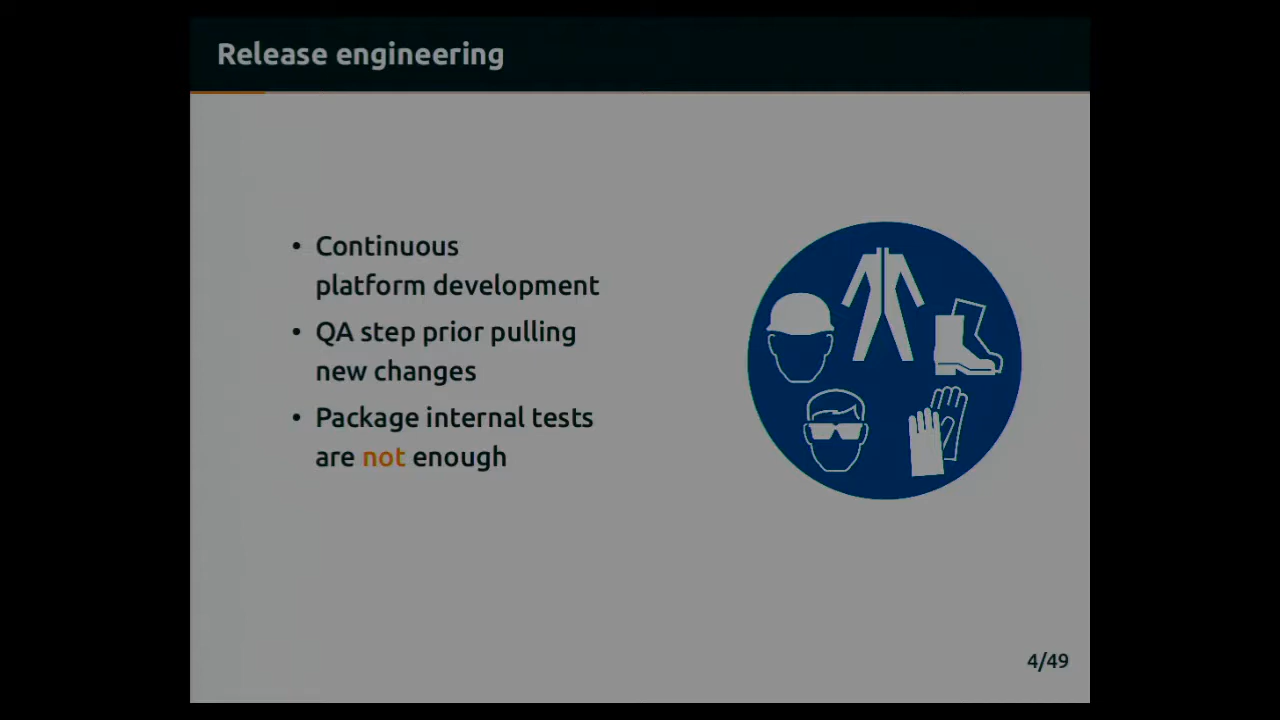 Release engineering
• Continuous
platform development
• QA step prior pulling
new changes
• Package internal tests
are not enough
4/49